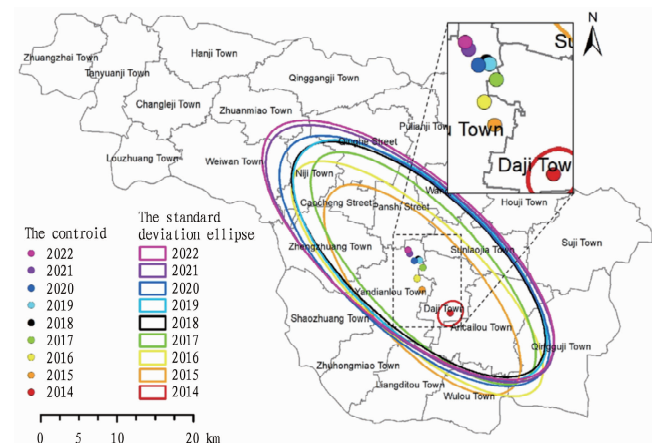 N
Hanji Town
Zhuangzhai Town
Tanyuanji Town
Qinggangji Town
Changleji Town
Zhuanmiao Town
Pulianji Town
Qinghe Street
Louzhuang Town
Weiwan Town
u Town
Daji Tow
Niji Town
Houji Town
Caocheng Street
Panshi Street
Suji Town
Zhengzhuang Town
Sunlaojia Town
Yandianlou Town
Daji Town
Shaozhuang Town
Ancailou Town
Qingguji Town
Zhuhongmiao Town
Liangditou Town
Wulou Town
The controid
2022
2021
2020
2019
2018
2017
2016
2015
2014
The standard
deviation ellipse
2022
2021
2020
2019
2018
2017
2016
2015
2014
0 5 10 20
km